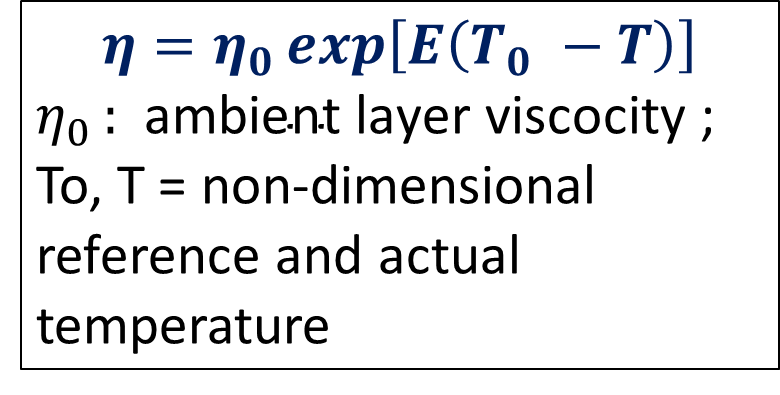 η = η₀ exp[E(T₀ − T)]
η₀ : ambient layer viscocity ;
To, T = non-dimensional
reference and actual
temperature